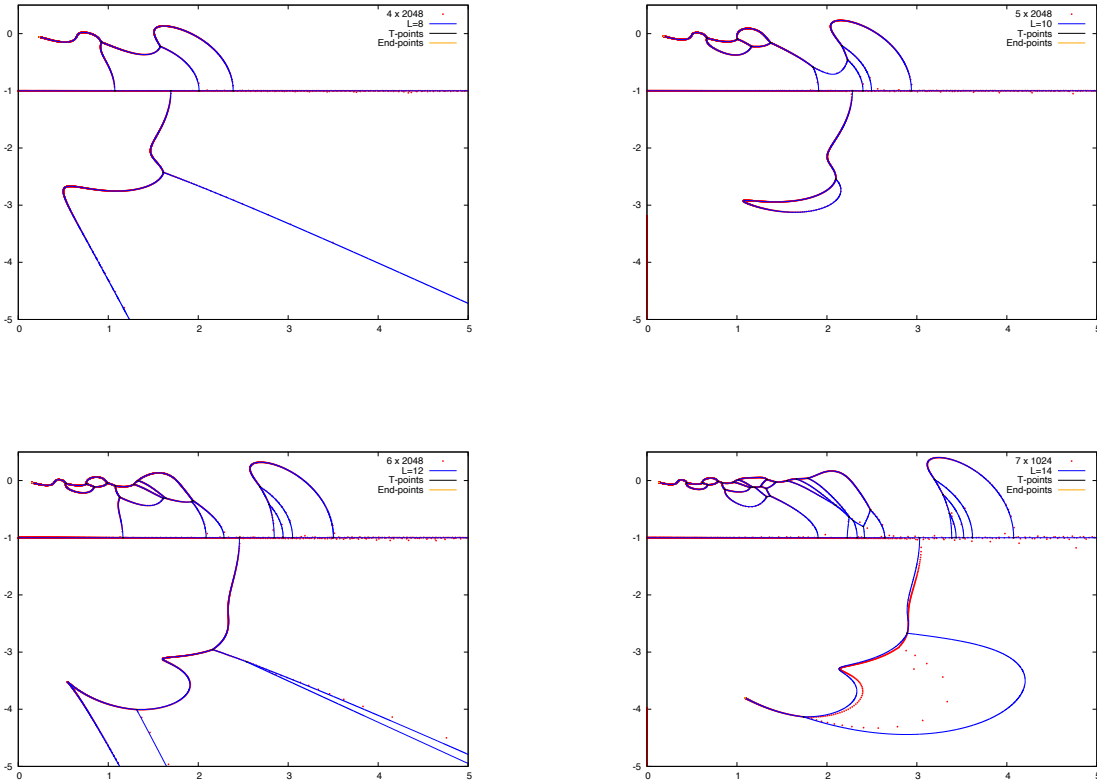 4 x 2048
L=8
T-points
End-points
0
-1
-2
-3
-4
-5
0 1 2 3 4 5
5 x 2048
L=10
T-points
End-points
0
-1
-2
-3
-4
-5
0 1 2 3 4 5
6 x 2048
L=12
T-points
End-points
0
-1
-2
-3
-4
-5
0 1 2 3 4 5
7 x 1024
L=14
T-points
End-points
0
-1
-2
-3
-4
-5
0 1 2 3 4 5